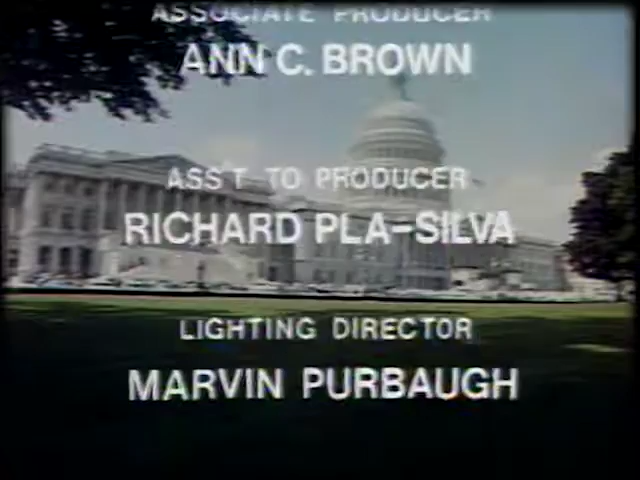 ASSOCIATE PRODUCER
ANN C. BROWN
ASS'T TO PRODUCER
RICHARD PLA-SILVA
LIGHTING DIRECTOR
MARVIN PURBAUGH